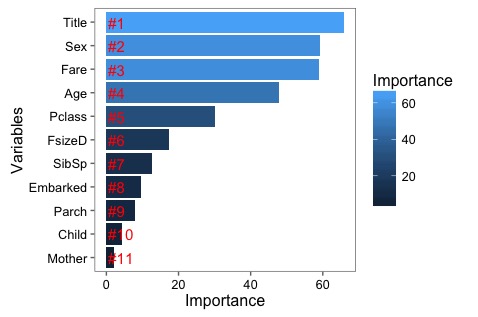 Title #1
Sex #2
Fare #3
Age #4
Pclass #5
FsizeD #6
SibSp #7
Embarked #8
Parch #9
Child #10
Mother #11
0 20 40 60
Importance
Variables
Importance
60
40
20